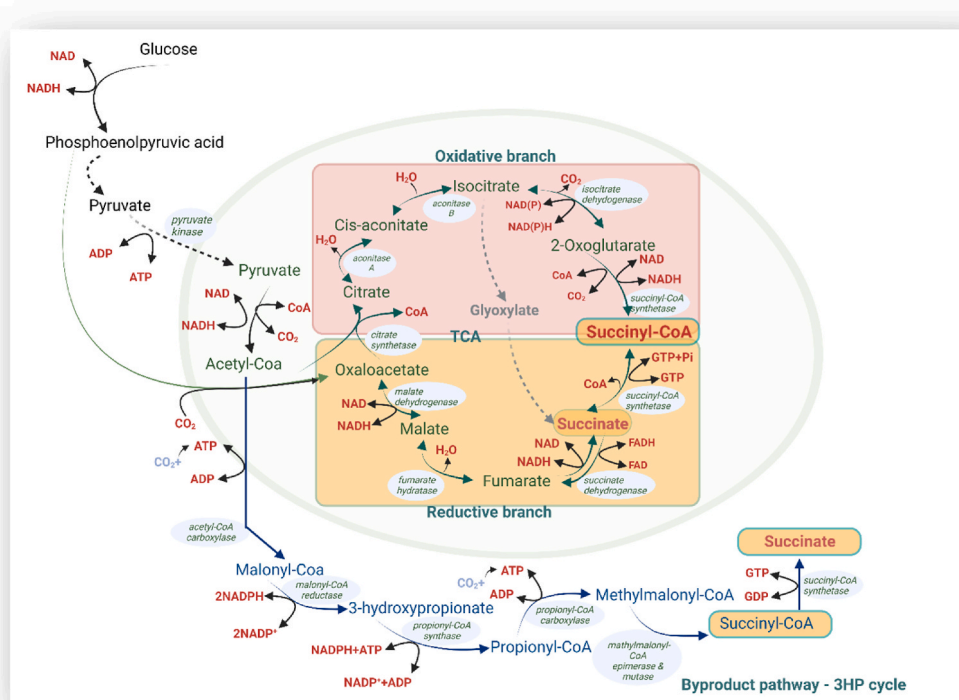 Glucose
NAD
NADH
Phosphoenolpyruvic acid
Pyruvate
pyruvate
kinase
ADP
ATP
Pyruvate
NAD
NADH
CoA
CO₂
Acetyl-Coa
CO₂
CO₂+
ATP
ADP
Oxidative branch
H₂O
Isocitrate
aconitase
B
CO₂
isocitrate
dehydogenase
NAD(P)
NAD(P)H
Cis-aconitate
H₂O
aconitase
A
2-Oxoglutarate
CoA
CO₂
NAD
NADH
succinyl-CoA
synthetase
Citrate
CoA
citrate
synthetase
Glyoxylate
TCA
Succinyl-CoA
Oxaloacetate
NAD
NADH
malate
dehydrogenase
Malate
H₂O
fumarate
hydratase
Fumarate
GTP+Pi
GTP
CoA
succinyl-CoA
synthetase
Succinate
NAD
NADH
FADH
FAD
succinate
dehydrogenase
Reductive branch
acetyl-CoA
carboxylase
Malonyl-Coa
malonyl-CoA
reductase
2NADPH
2NADP⁺
3-hydroxypropionate
propionyl-CoA
synthase
NADPH+ATP
NADP⁺+ADP
Propionyl-CoA
CO₂+
ATP
ADP
propionyl-CoA
carboxylase
Methylmalonyl-CoA
mathylmalonyl-
CoA
epimerase &
mutase
Succinyl-CoA
GTP
GDP
succinyl-CoA
synthetase
Succinate
Byproduct pathway - 3HP cycle